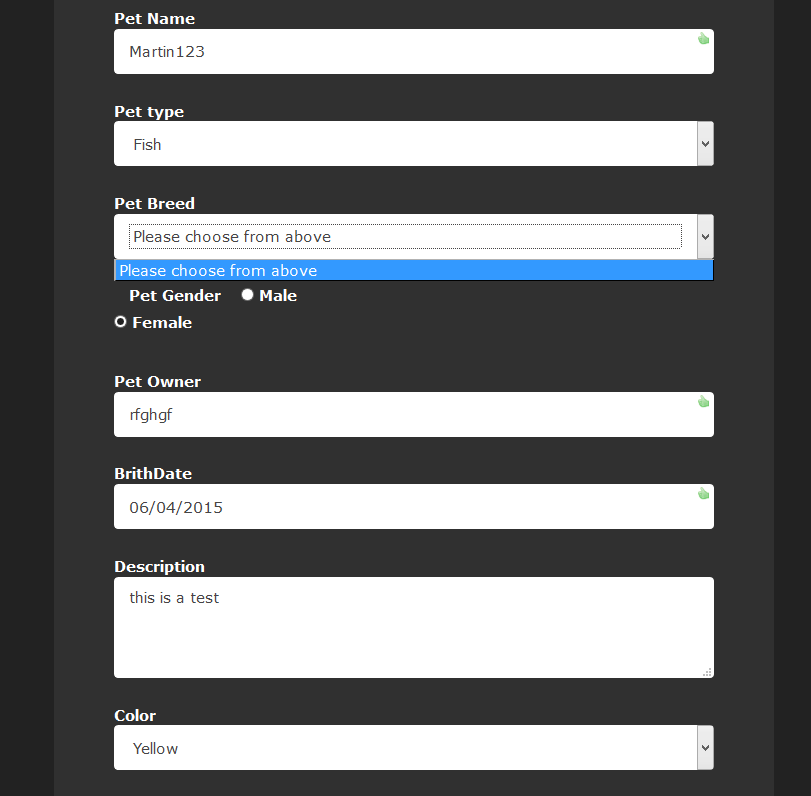 Pet Name
Martin123
Pet type
Fish
Pet Breed
Please choose from above
Please choose from above
Pet Gender Male
Female
Pet Owner
rfghgf
BrithDate
06/04/2015
Description
this is a test
Color
Yellow